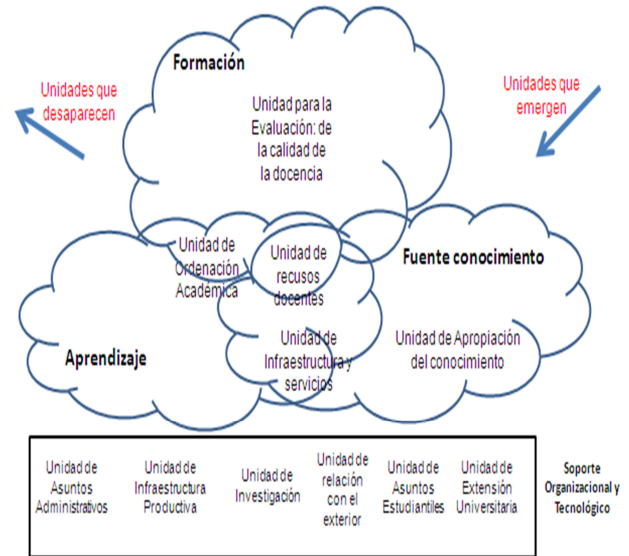 Formación
Unidades que
desaparecen
Unidades que
emergen
Unidad para la
Evaluación: de
la calidad de
la docencia
Unidad de
Ordenación
Académica
Unidad de
recusos
docentes
Fuente conocimiento
Aprendizaje
Unidad de
Infraestructura y
servicios
Unidad de Apropiación
del conocimiento
Unidad de
Asuntos
Administrativos
Unidad de
Infraestructura
Productiva
Unidad de
Investigación
Unidad de
relación
con el
exterior
Unidad de
Asuntos
Estudiantiles
Unidad de
Extensión
Universitaria
Soporte
Organizacional y
Tecnológico